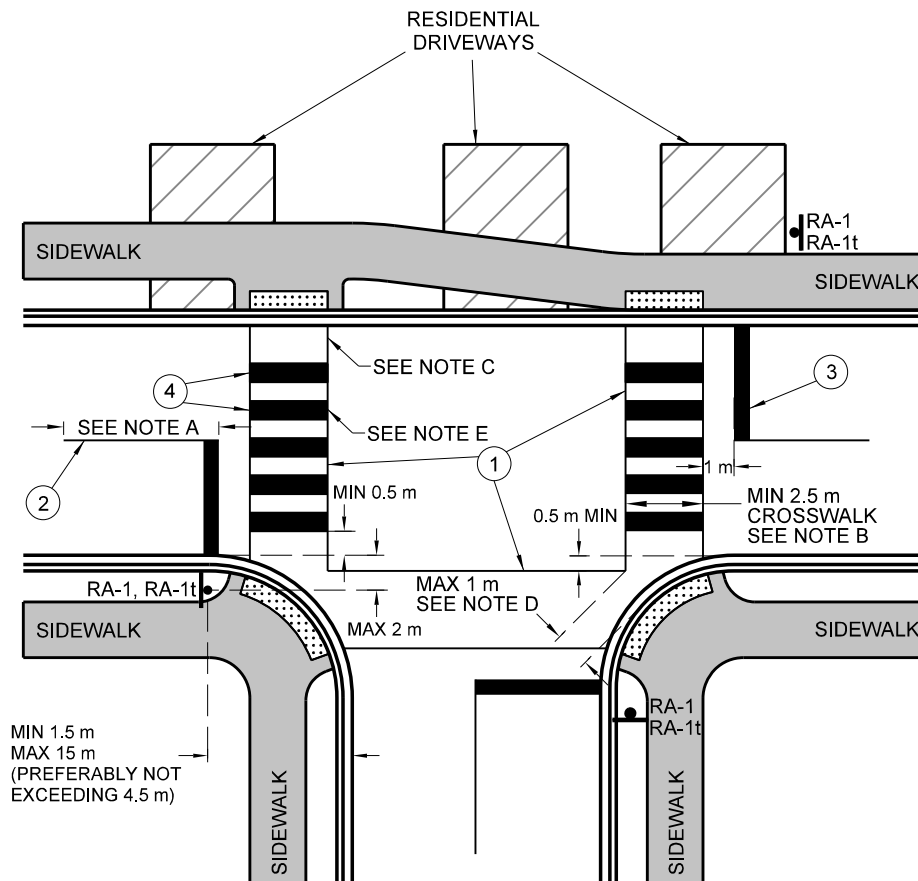 RESIDENTIAL
DRIVEWAYS
RA-1
RA-1t
SIDEWALK
SIDEWALK
SEE NOTE C
3
4
SEE NOTE A
SEE NOTE E
2
1
1 m
MIN 0.5 m
0.5 m MIN
MIN 2.5 m
CROSSWALK
SEE NOTE B
RA-1, RA-1t
MAX 1 m
SEE NOTE D
MAX 2 m
SIDEWALK
SIDEWALK
RA-1
RA-1t
MIN 1.5 m
MAX 15 m
(PREFERABLY NOT
EXCEEDING 4.5 m)
SIDEWALK
SIDEWALK